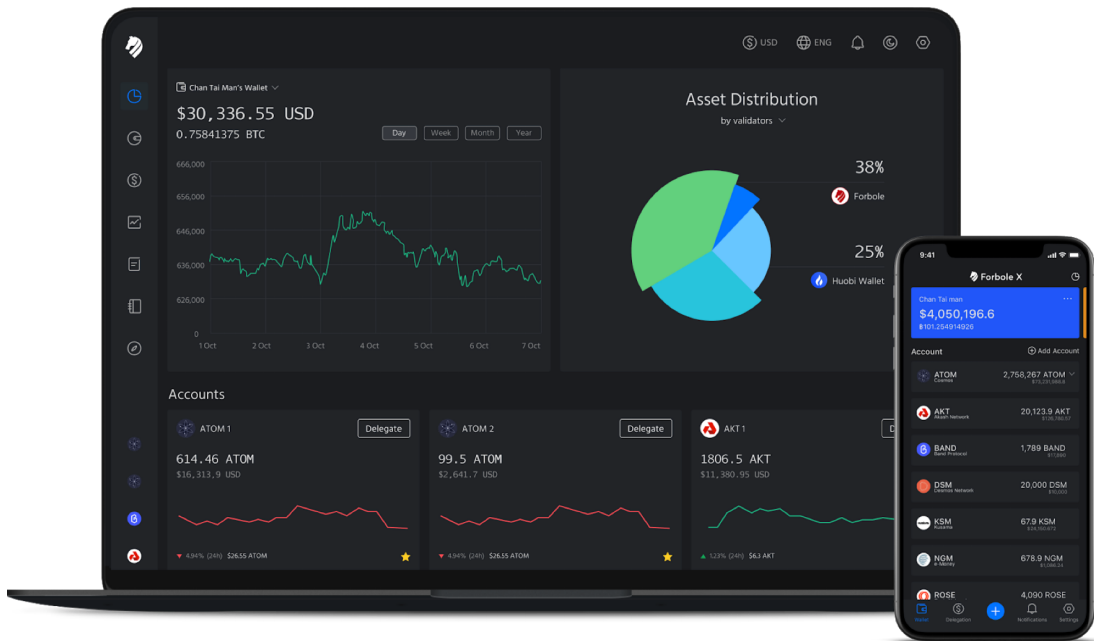 USD
ENG
Chan Tai Man's Wallet
$30,336.55 USD
0.75841375 BTC
Day
Week
Month
Year
666,000
656,000
646,000
636,000
626,000
0
1 Oct
2 Oct
3 Oct
4 Oct
5 Oct
6 Oct
7 Oct
Asset Distribution
by validators
38%
Forbole
25%
Huobi Wallet
Accounts
ATOM 1
Delegate
614.46 ATOM
$16,313.9 USD
4.94% (24h) $26.55 ATOM
ATOM 2
Delegate
99.5 ATOM
$2,641.7 USD
4.94% (24h) $26.55 ATOM
AKT 1
D
1806.5 AKT
$11,380.95 USD
1.23% (24h) $6.3 AKT
9:41
Forbole X
Chan Tai man
$4,050,196.6
฿101.254914926
Account
Add Account
ATOM
Cosmos
2,758,267 ATOM
AKT
Akash Network
20,123.9 AKT
BAND
Band Protocol
1,789 BAND
DSM
Desmos Network
20,000 DSM
KSM
Kusama
67.9 KSM
NGM
e-Money
678.9 NGM
ROSE
4,090 ROSE
Wallet
Delegation
Notifications
Settings